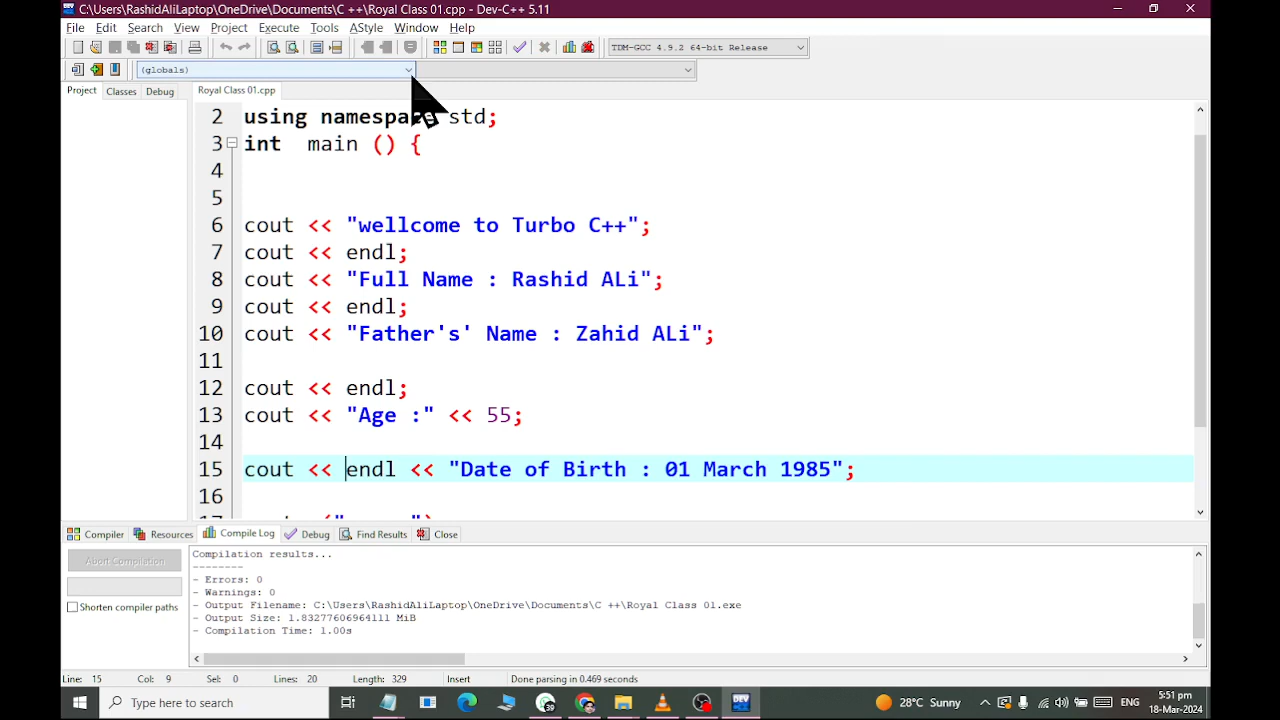 C:\Users\RashidAliLaptop\OneDrive\Documents\C ++\Royal Class 01.cpp - Dev-C++ 5.11
File Edit Search View Project Execute Tools AStyle Window Help
TDM-GCC 4.9.2 64-bit Release
(globals)
Project Classes Debug
Royal Class 01.cpp
2 using namespace std;
3 int  main () {
4
5
6 cout << "wellcome to Turbo C++";
7 cout << endl;
8 cout << "Full Name : Rashid ALi";
9 cout << endl;
10 cout << "Father's' Name : Zahid ALi";
11
12 cout << endl;
13 cout << "Age :" << 55;
14
15 cout << endl << "Date of Birth : 01 March 1985";
16
Compiler Resources Compile Log Debug Find Results Close
Abort Compilation
Shorten compiler paths
Compilation results...
--------
- Errors: 0
- Warnings: 0
- Output Filename: C:\Users\RashidAliLaptop\OneDrive\Documents\C ++\Royal Class 01.exe
- Output Size: 1.83277606964111 MiB
- Compilation Time: 1.00s
Line: 15 Col: 9 Sel: 0 Lines: 20 Length: 329 Insert Done parsing in 0.469 seconds
Type here to search
28°C Sunny
ENG
5:51 pm
18-Mar-2024